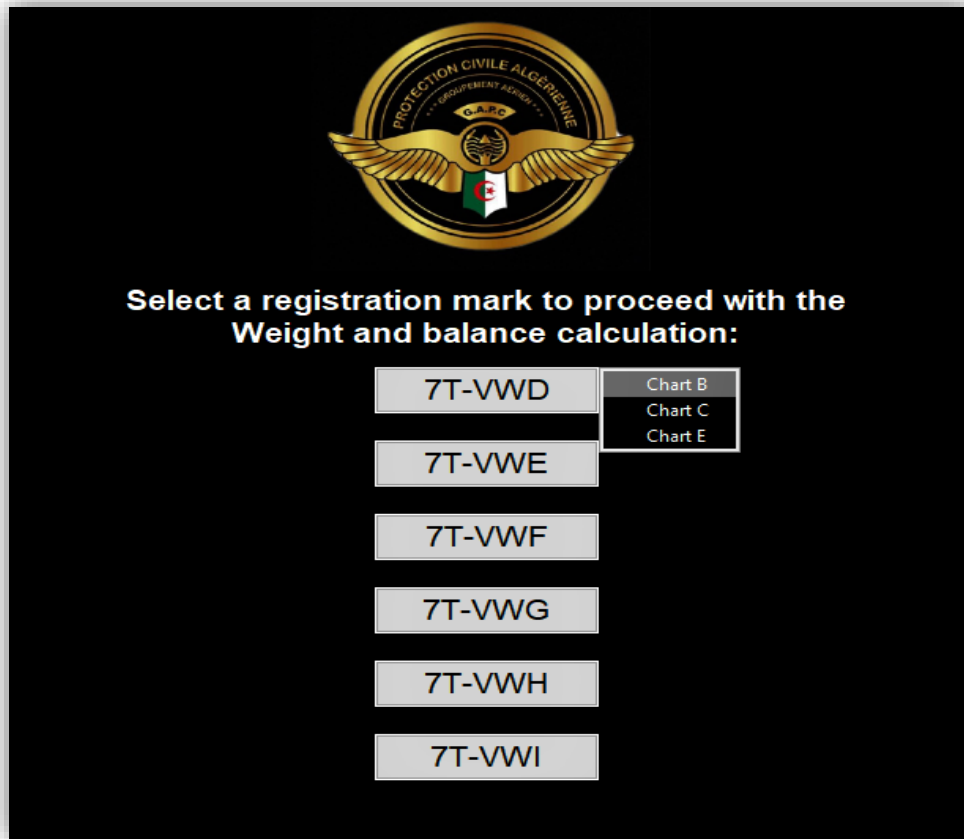 PROTECTION CIVILE ALGÉRIENNE
*** GROUPEMENT AERIEN ***
G.A.P.C
Select a registration mark to proceed with the
Weight and balance calculation:
7T-VWD
Chart B
Chart C
Chart E
7T-VWE
7T-VWF
7T-VWG
7T-VWH
7T-VWI